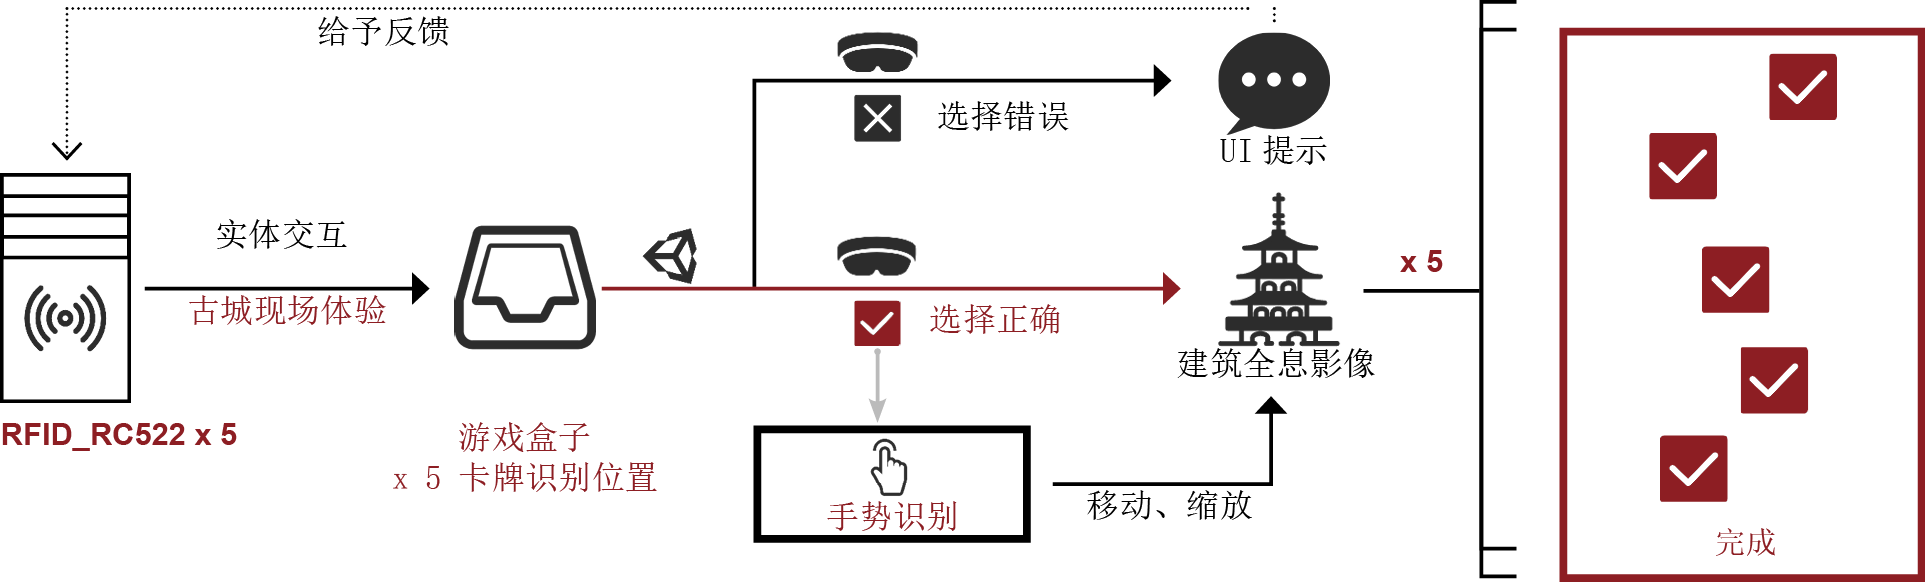 给予反馈
选择错误
UI 提示
实体交互
古城现场体验
选择正确
x 5
建筑全息影像
RFID_RC522 x 5
游戏盒子
x 5 卡牌识别位置
手势识别
移动、缩放
完成